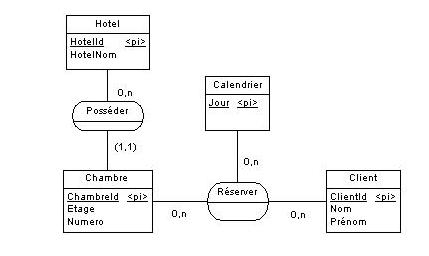 Hotel
HotelId <pi>
HotelNom
0,n
Calendrier
Jour <pi>
Posséder
(1,1)
0,n
Chambre
ChambreId <pi>
Etage
Numero
Réserver
Client
ClientId <pi>
Nom
Prénom
0,n
0,n